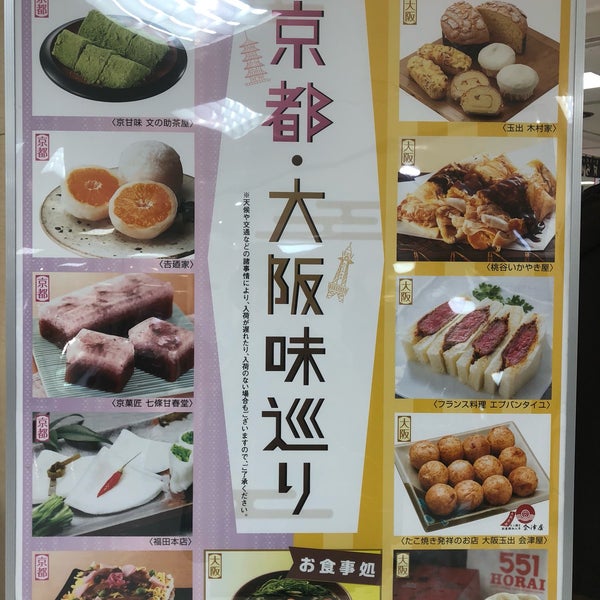 京都・大阪味巡り
※天候や交通などの諸事情により、入荷が遅れたり、入荷のない場合もございますので、ご了承ください。
京都
〈京甘味 文の助茶屋〉
京都
〈𠮷廼家〉
京都
〈京菓匠 七條甘春堂〉
京都
〈福田本店〉
京都
大阪
〈玉出 木村家〉
大阪
〈桃谷いかやき屋〉
大阪
〈フランス料理 エプバンタイユ〉
大阪
会津屋
〈たこ焼き発祥のお店 大阪玉出 会津屋〉
お食事処
大阪
大阪
551
HORAI